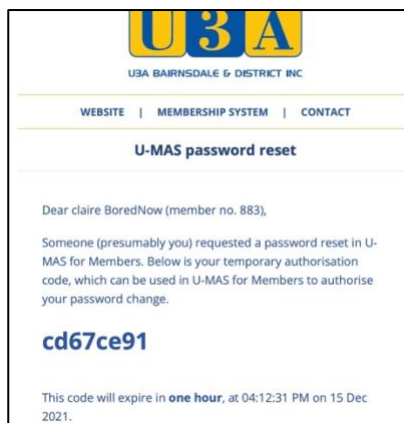 U3A
U3A BAIRNSDALE & DISTRICT INC
WEBSITE | MEMBERSHIP SYSTEM | CONTACT
U-MAS password reset
Dear claire BoredNow (member no. 883),
Someone (presumably you) requested a password reset in U-
MAS for Members. Below is your temporary authorisation
code, which can be used in U-MAS for Members to authorise
your password change.
cd67ce91
This code will expire in one hour, at 04:12:31 PM on 15 Dec
2021.